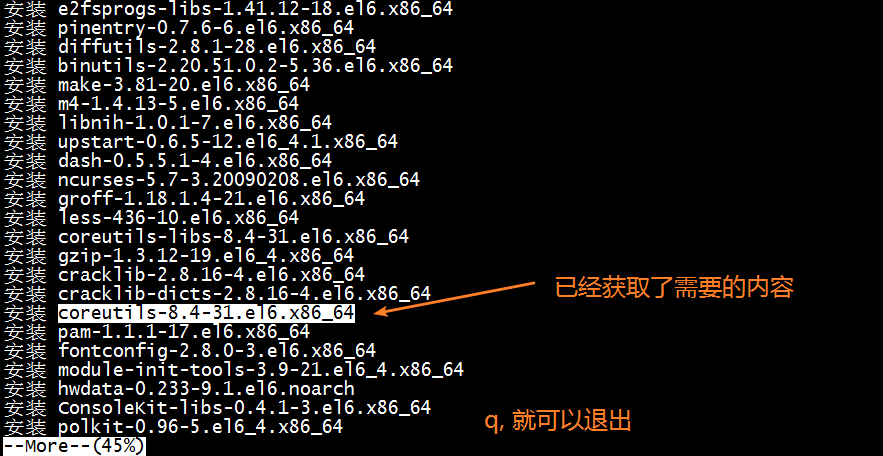 安装 e2fsprogs-libs-1.41.12-18.el6.x86_64
安装 pinentry-0.7.6-6.el6.x86_64
安装 diffutils-2.8.1-28.el6.x86_64
安装 binutils-2.20.51.0.2-5.36.el6.x86_64
安装 make-3.81-20.el6.x86_64
安装 m4-1.4.13-5.el6.x86_64
安装 libnih-1.0.1-7.el6.x86_64
安装 upstart-0.6.5-12.el6_4.1.x86_64
安装 dash-0.5.5.1-4.el6.x86_64
安装 ncurses-5.7-3.20090208.el6.x86_64
安装 groff-1.18.1.4-21.el6.x86_64
安装 less-436-10.el6.x86_64
安装 coreutils-libs-8.4-31.el6.x86_64
安装 gzip-1.3.12-19.el6_4.x86_64
安装 cracklib-2.8.16-4.el6.x86_64
安装 cracklib-dicts-2.8.16-4.el6.x86_64
已经获取了需要的内容
安装 coreutils-8.4-31.el6.x86_64
安装 pam-1.1.1-17.el6.x86_64
安装 fontconfig-2.8.0-3.el6.x86_64
安装 module-init-tools-3.9-21.el6_4.x86_64
安装 hwdata-0.233-9.1.el6.noarch
安装 ConsoleKit-libs-0.4.1-3.el6.x86_64
安装 polkit-0.96-5.el6_4.x86_64
q, 就可以退出
--More--(45%)